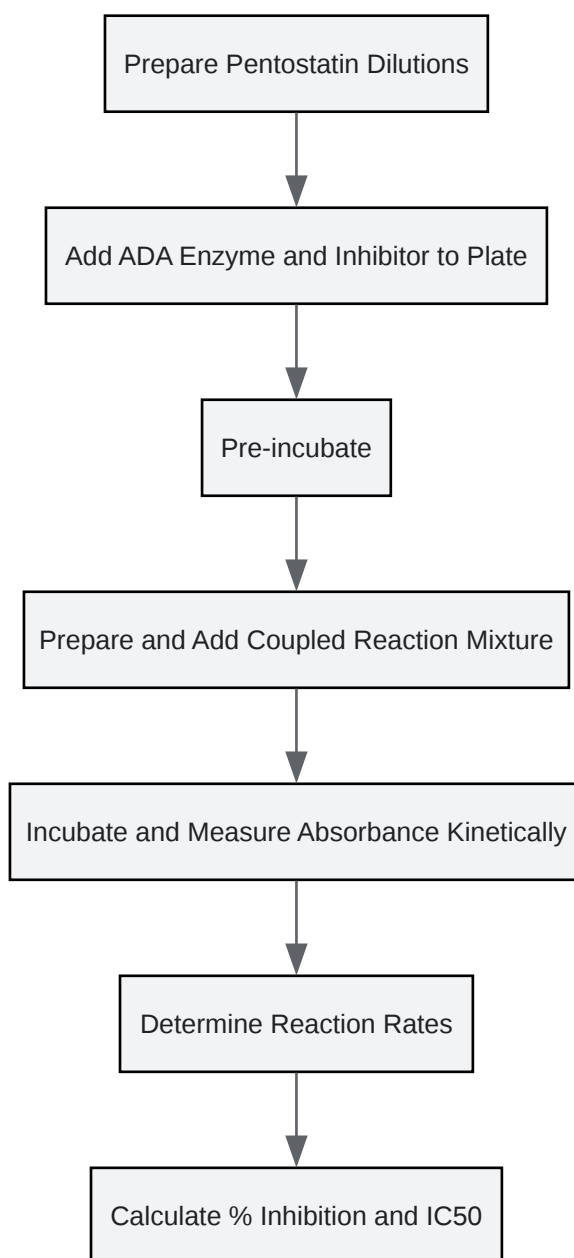 Prepare Pentostatin Dilutions
Add ADA Enzyme and Inhibitor to Plate
Pre-incubate
Prepare and Add Coupled Reaction Mixture
Incubate and Measure Absorbance Kinetically
Determine Reaction Rates
Calculate % Inhibition and IC50